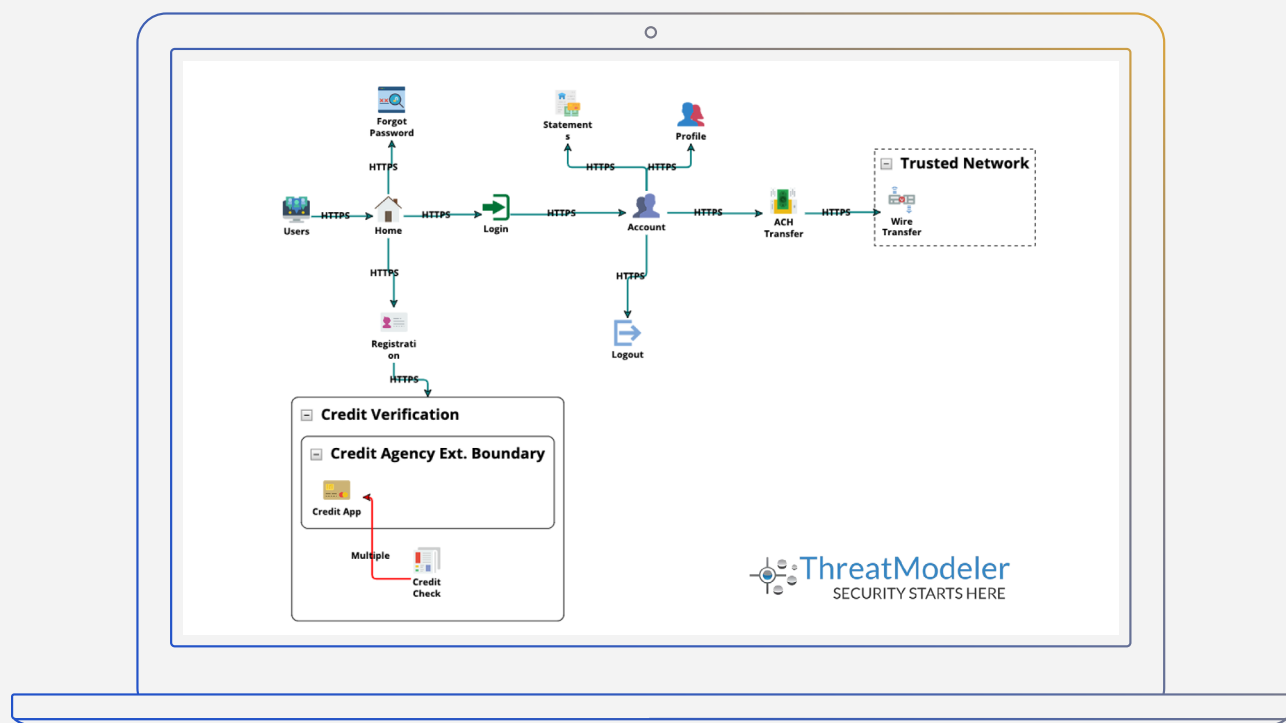 Forgot
Password
Statement
s
Profile
HTTPS
HTTPS
HTTPS
Trusted Network
Users
HTTPS
Home
HTTPS
Login
HTTPS
Account
HTTPS
ACH
Transfer
HTTPS
Wire
Transfer
HTTPS
HTTPS
Registrati
on
Logout
HTTPS
Credit Verification
Credit Agency Ext. Boundary
Credit App
Multiple
Credit
Check
ThreatModeler
SECURITY STARTS HERE